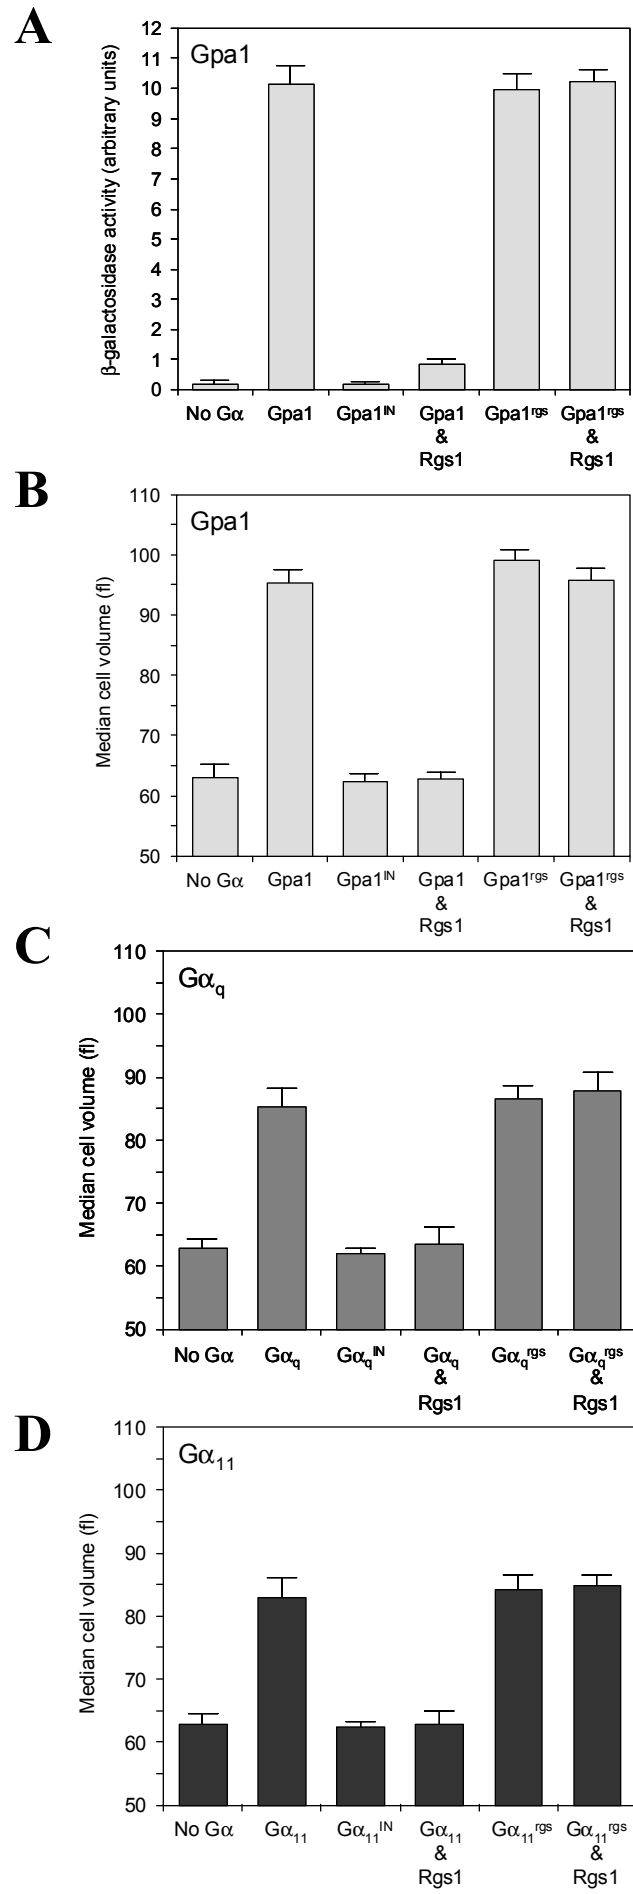 A
β-galactosidase activity (arbitrary units)
12
11
10
9
8
7
6
5
4
3
2
1
0
Gpa1
No Gα Gpa1 Gpa1ᴵᴺ Gpa1 Gpa1ʳᵍˢ Gpa1ʳᵍˢ
& &
Rgs1 Rgs1
B
Median cell volume (fl)
110
100
90
80
70
60
50
Gpa1
No Gα Gpa1 Gpa1ᴵᴺ Gpa1 Gpa1ʳᵍˢ Gpa1ʳᵍˢ
& &
Rgs1 Rgs1
C
Median cell volume (fl)
110
100
90
80
70
60
50
Gαq
No Gα Gαq Gαqᴵᴺ Gαq Gαqʳᵍˢ Gαqʳᵍˢ
& &
Rgs1 Rgs1
D
Median cell volume (fl)
110
100
90
80
70
60
50
Gα₁₁
No Gα Gα₁₁ Gα₁₁ᴵᴺ Gα₁₁ Gα₁₁ʳᵍˢ Gα₁₁ʳᵍˢ
& &
Rgs1 Rgs1